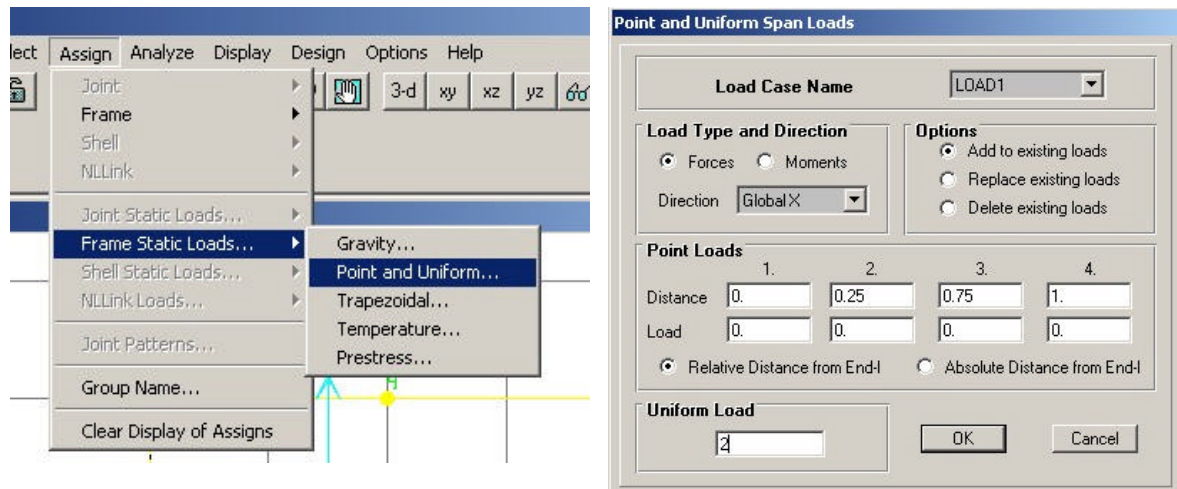 lect Assign Analyze Display Design Options Help
3-d xy xz yz
Joint
Frame
Shell
NLLink
Joint Static Loads...
Frame Static Loads...
Shell Static Loads...
NLLink Loads...
Joint Patterns...
Group Name...
Clear Display of Assigns
Gravity...
Point and Uniform...
Trapezoidal...
Temperature...
Prestress...
Point and Uniform Span Loads
Load Case Name LOAD1
Load Type and Direction
Forces Moments
Direction Global X
Options
Add to existing loads
Replace existing loads
Delete existing loads
Point Loads
1. 2. 3. 4.
Distance 0. 0.25 0.75 1.
Load 0. 0. 0. 0.
Relative Distance from End-I Absolute Distance from End-I
Uniform Load
2
OK Cancel